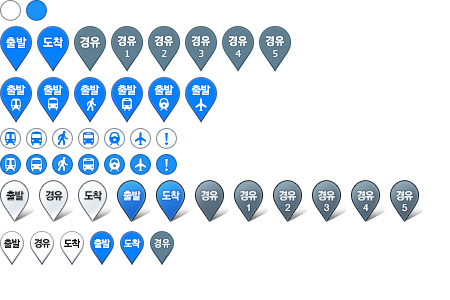 출발 도착 경유 경유 1 경유 2 경유 3 경유 4 경유 5
출발 출발 출발 출발 출발 출발
!
!
출발 경유 도착 출발 도착 경유 경유 1 경유 2 경유 3 경유 4 경유 5
출발 경유 도착 출발 도착 경유